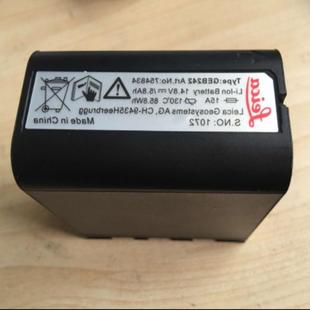 Leica
Type: GEB242 Art.No: 754834
Li-Ion Battery 14.8V ⎓ /5.8Ah
15A 130°C 85.8Wh
Leica Geosystems AG, CH-9435Heerbrugg
S.NO: 1072
Made in China